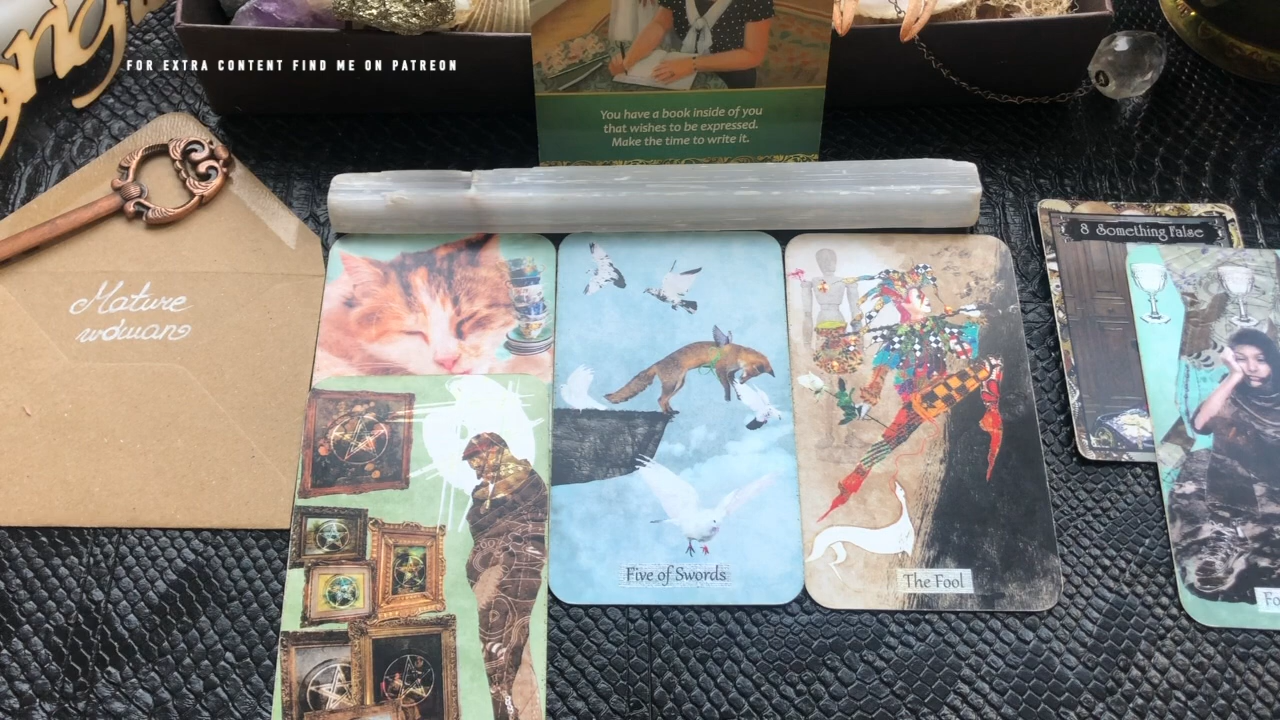 FOR EXTRA CONTENT FIND ME ON PATREON
You have a book inside of you
that wishes to be expressed.
Make the time to write it.
8 Something False
Mature
woman
Five of Swords
The Fool
Fo